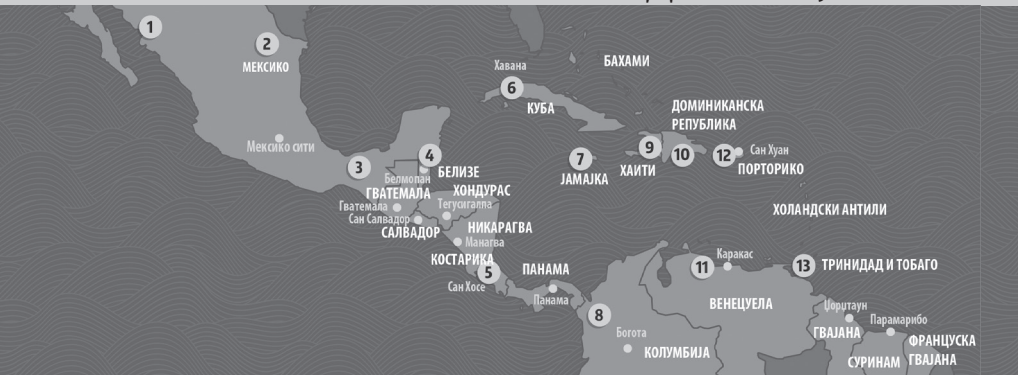 1
2
МЕКСИКО
Мексико сити
3
4
БЕЛИЗЕ
Белмопан
ГВАТЕМАЛА
ХОНДУРАС
Гватемала
Тегусигалпа
Сан Салвадор
САЛВАДОР
НИКАРАГВА
Манагва
КОСТАРИКА
5
Сан Хосе
ПАНАМА
Панама
Хавана
6
КУБА
БАХАМИ
7
ЈАМАЈКА
ДОМИНИКАНСКА
РЕПУБЛИКА
9
ХАИТИ
10
12
Сан Хуан
ПОРТОРИКО
ХОЛАНДСКИ АНТИЛИ
8
Богота
КОЛУМБИЈА
11
Каракас
ВЕНЕЦУЕЛА
13
ТРИНИДАД И ТОБАГО
Џорџтаун
ГВАЈАНА
Парамарибо
СУРИНАМ
ФРАНЦУСКА
ГВАЈАНА